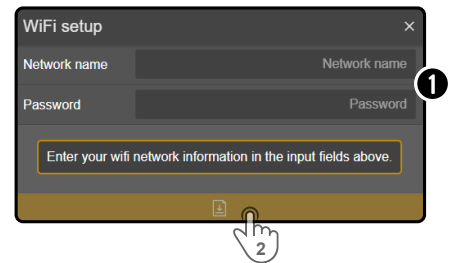 WiFi setup ×
Network name Network name
1
Password Password
Enter your wifi network information in the input fields above.
2